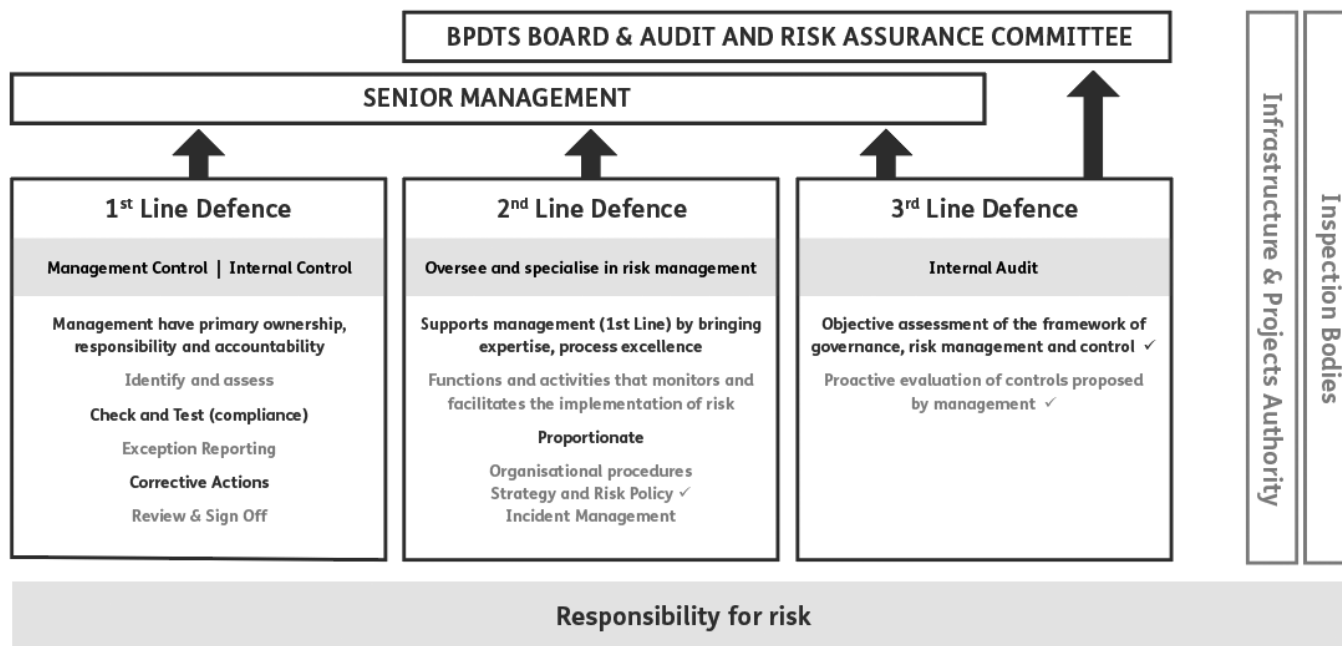 BPDTS BOARD & AUDIT AND RISK ASSURANCE COMMITTEE
SENIOR MANAGEMENT
1st Line Defence
Management Control | Internal Control
Management have primary ownership,
responsibility and accountability
Identify and assess
Check and Test (compliance)
Exception Reporting
Corrective Actions
Review & Sign Off
2nd Line Defence
Oversee and specialise in risk management
Supports management (1st Line) by bringing
expertise, process excellence
Functions and activities that monitors and
facilitates the implementation of risk
Proportionate
Organisational procedures
Strategy and Risk Policy ✓
Incident Management
3rd Line Defence
Internal Audit
Objective assessment of the framework of
governance, risk management and control ✓
Proactive evaluation of controls proposed
by management ✓
Infrastructure & Projects Authority
Inspection Bodies
Responsibility for risk